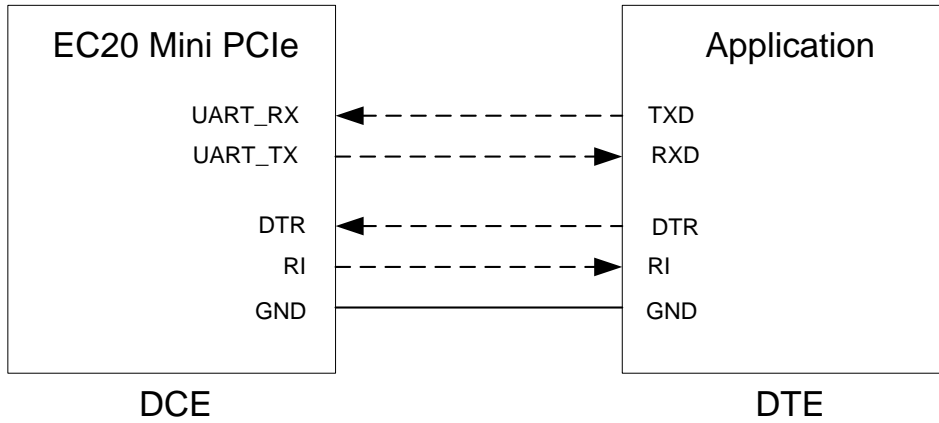 EC20 Mini PCIe Application
UART_RX TXD
UART_TX RXD
DTR DTR
RI RI
GND GND
DCE DTE